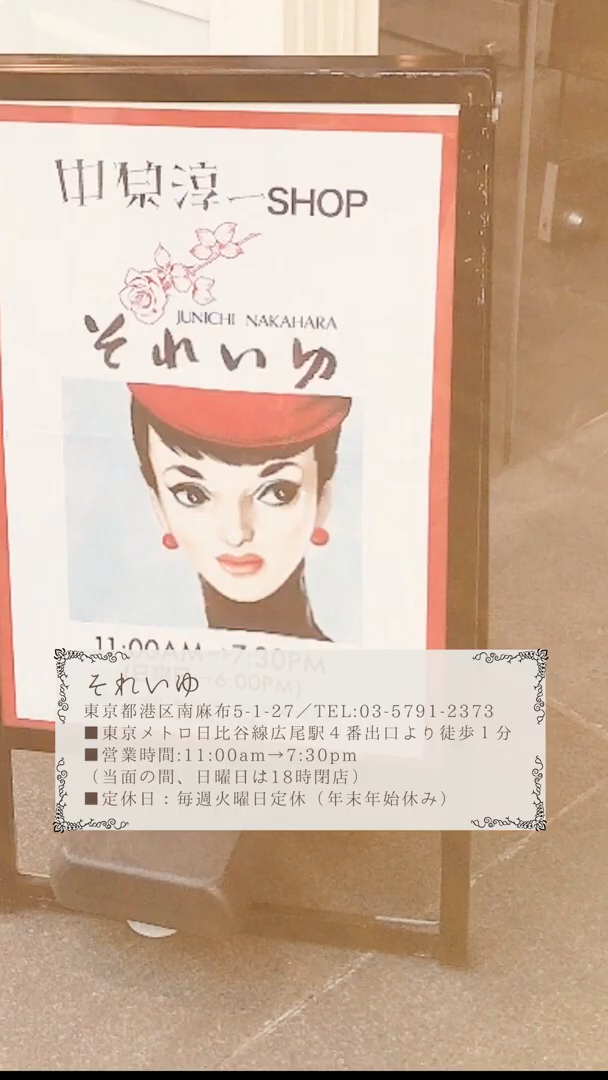 中原淳一SHOP
JUNICHI NAKAHARA
それいゆ
11:00AM→7:30PM
→6:00PM)
それいゆ
東京都港区南麻布5-1-27／TEL:03-5791-2373
■東京メトロ日比谷線広尾駅４番出口より徒歩１分
■営業時間:11:00am→7:30pm
（当面の間、日曜日は18時閉店）
■定休日：毎週火曜日定休（年末年始休み）